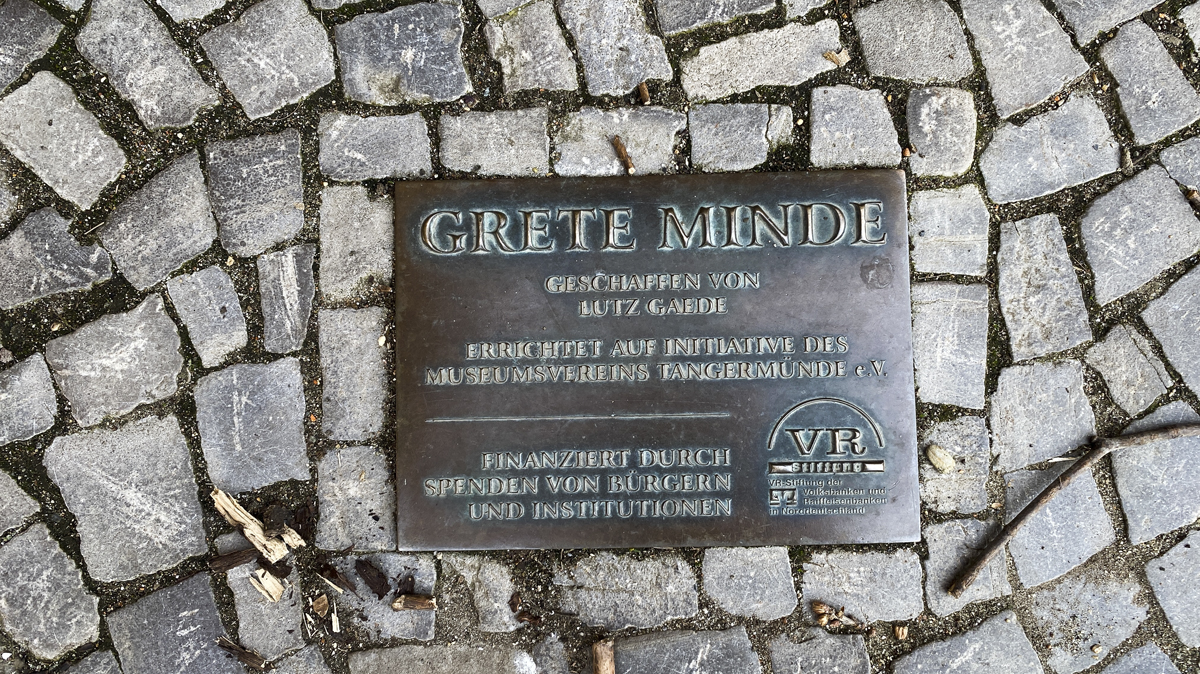 GRETE MINDE
GESCHAFFEN VON
LUTZ GAEDE
ERRICHTET AUF INITIATIVE DES
MUSEUMSVEREINS TANGERMÜNDE e.V.
FINANZIERT DURCH
SPENDEN VON BÜRGERN
UND INSTITUTIONEN
VR
Stiftung
VR-Stiftung der
Volksbanken und
Raiffeisenbanken
in Norddeutschland